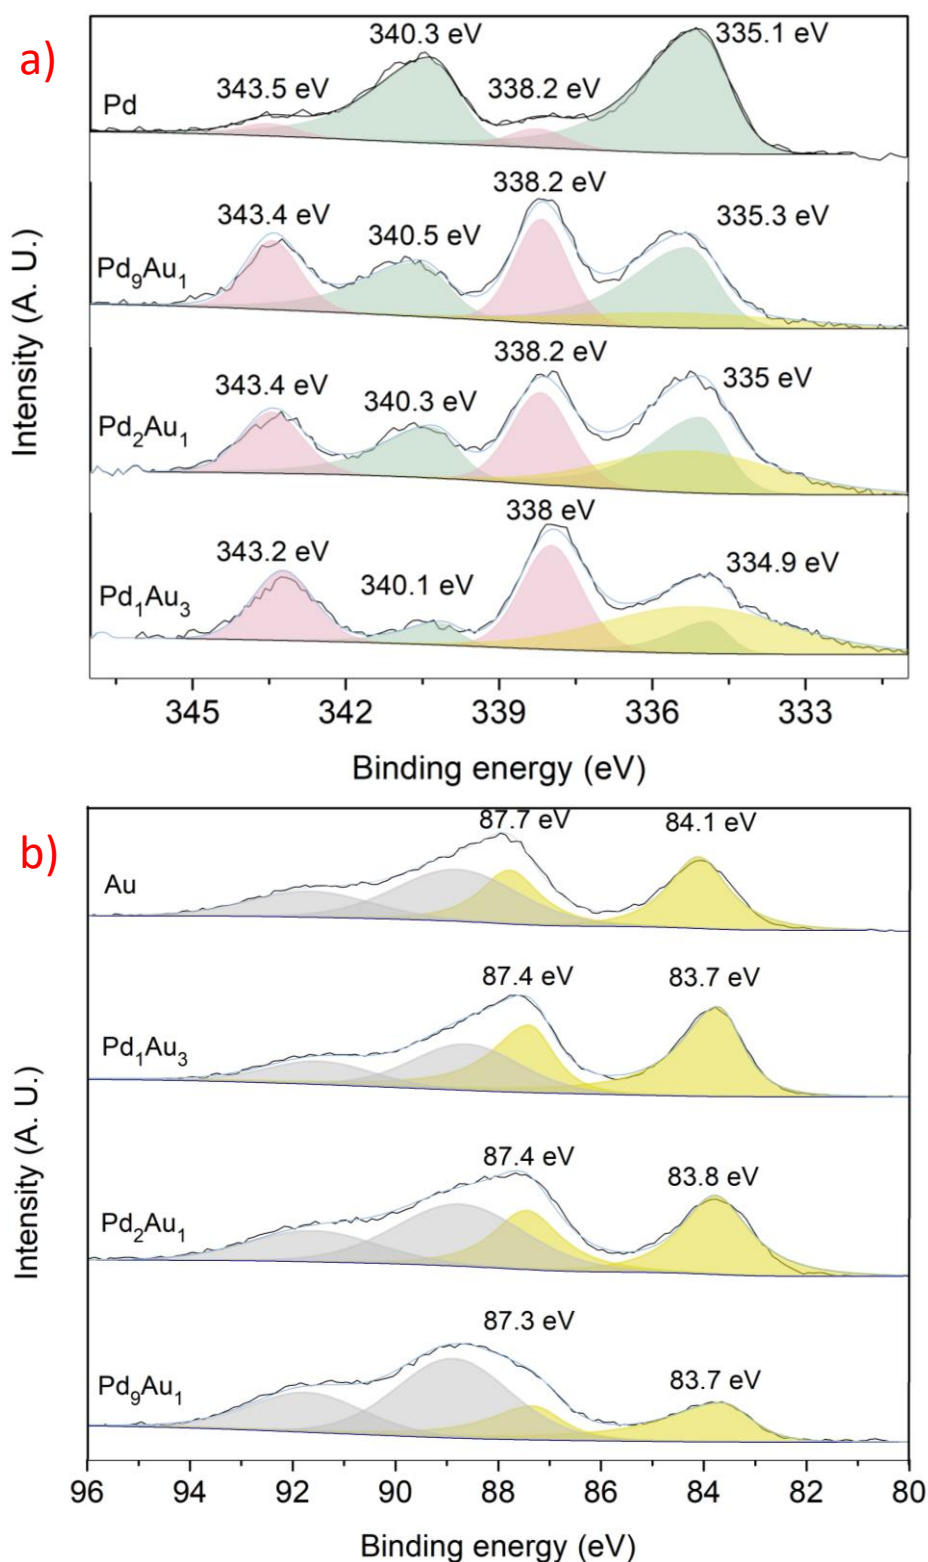 a)
340.3 eV
335.1 eV
343.5 eV
338.2 eV
Pd
338.2 eV
343.4 eV
340.5 eV
335.3 eV
Pd₉Au₁
338.2 eV
343.4 eV
340.3 eV
335 eV
Pd₂Au₁
338 eV
343.2 eV
340.1 eV
334.9 eV
Pd₁Au₃
Intensity (A. U.)
345 342 339 336 333
Binding energy (eV)
b)
87.7 eV
84.1 eV
Au
87.4 eV
83.7 eV
Pd₁Au₃
87.4 eV
83.8 eV
Pd₂Au₁
87.3 eV
83.7 eV
Pd₉Au₁
Intensity (A. U.)
96 94 92 90 88 86 84 82 80
Binding energy (eV)